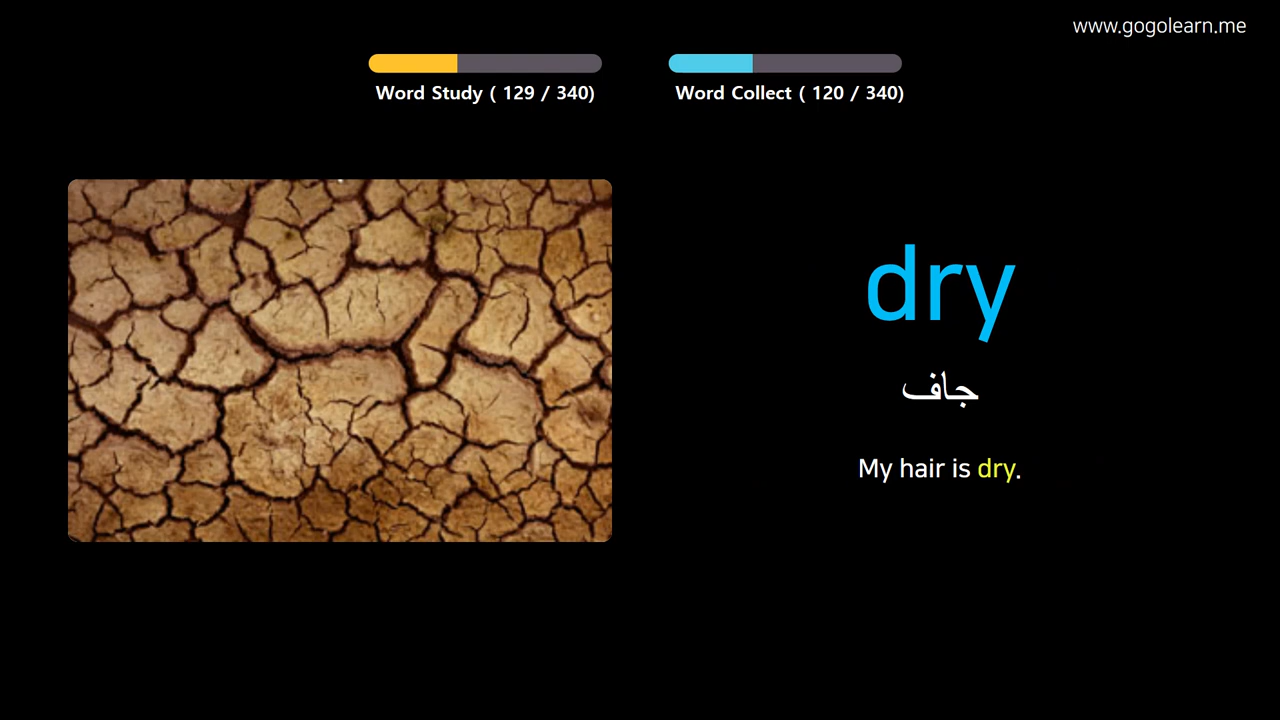 www.gogolearn.me
Word Study ( 129 / 340)
Word Collect ( 120 / 340)
dry
جاف
My hair is dry.